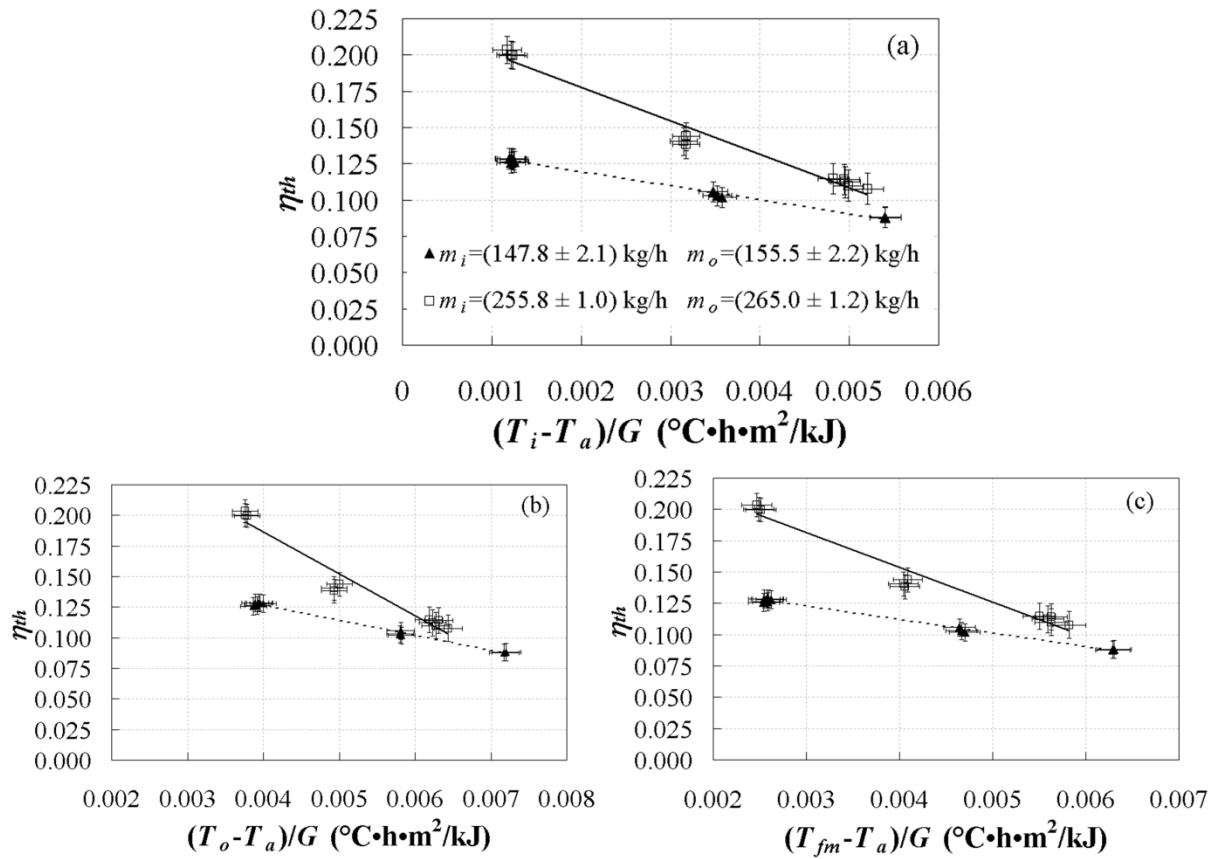 0.225
0.200
0.175
0.150
0.125
0.100
0.075
0.050
0.025
0.000
ηth
(a)
▲ mi=(147.8 ± 2.1) kg/h mo=(155.5 ± 2.2) kg/h
□ mi=(255.8 ± 1.0) kg/h mo=(265.0 ± 1.2) kg/h
0 0.001 0.002 0.003 0.004 0.005 0.006
(Ti-Ta)/G (°C•h•m²/kJ)
0.225
0.200
0.175
0.150
0.125
0.100
0.075
0.050
0.025
0.000
ηth
(b)
0.002 0.003 0.004 0.005 0.006 0.007 0.008
(To-Ta)/G (°C•h•m²/kJ)
0.225
0.200
0.175
0.150
0.125
0.100
0.075
0.050
0.025
0.000
ηth
(c)
0.002 0.003 0.004 0.005 0.006 0.007
(Tfm-Ta)/G (°C•h•m²/kJ)